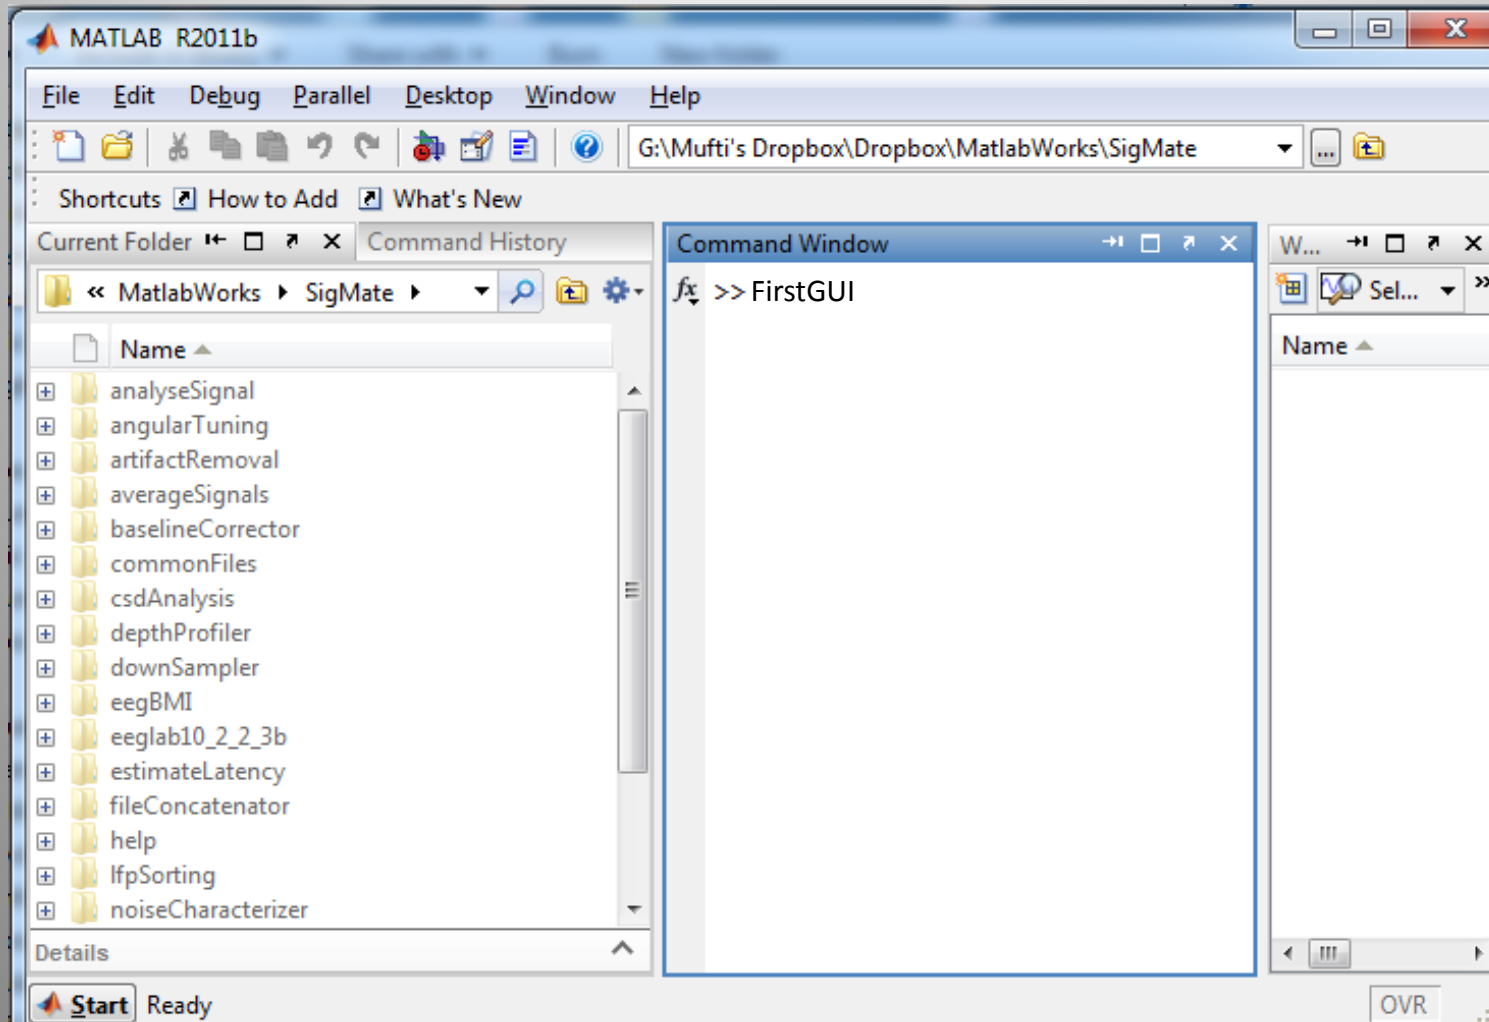 MATLAB R2011b
File Edit Debug Parallel Desktop Window Help
G:\Mufti's Dropbox\Dropbox\MatlabWorks\SigMate
...
Shortcuts How to Add What's New
Current Folder
Command History
« MatlabWorks SigMate
Name
analyseSignal
angularTuning
artifactRemoval
averageSignals
baselineCorrector
commonFiles
csdAnalysis
depthProfiler
downSampler
eegBMI
eeglab10_2_2_3b
estimateLatency
fileConcatenator
help
lfpSorting
noiseCharacterizer
Details
Command Window
fx >> FirstGUI
W...
Sel... »
Name
Start Ready
OVR